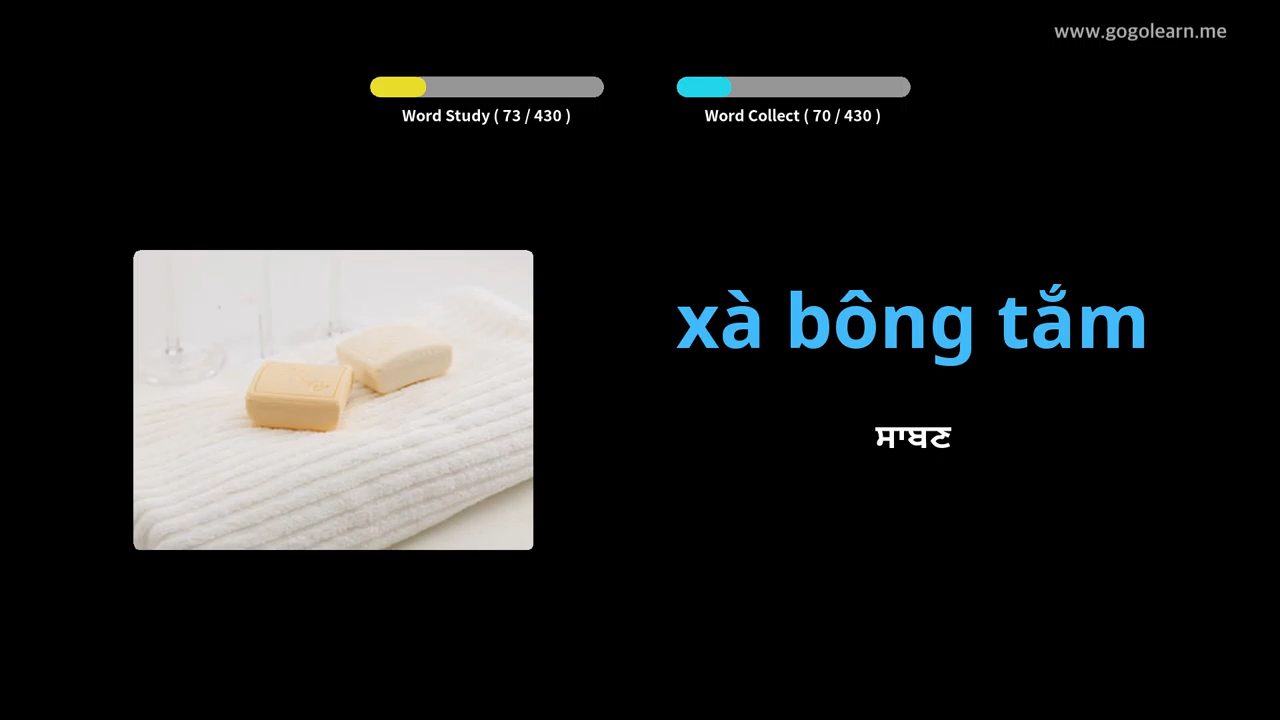 www.gogolearn.me
Word Study ( 73 / 430 )
Word Collect ( 70 / 430 )
xà bông tắm
ਸਾਬਣ